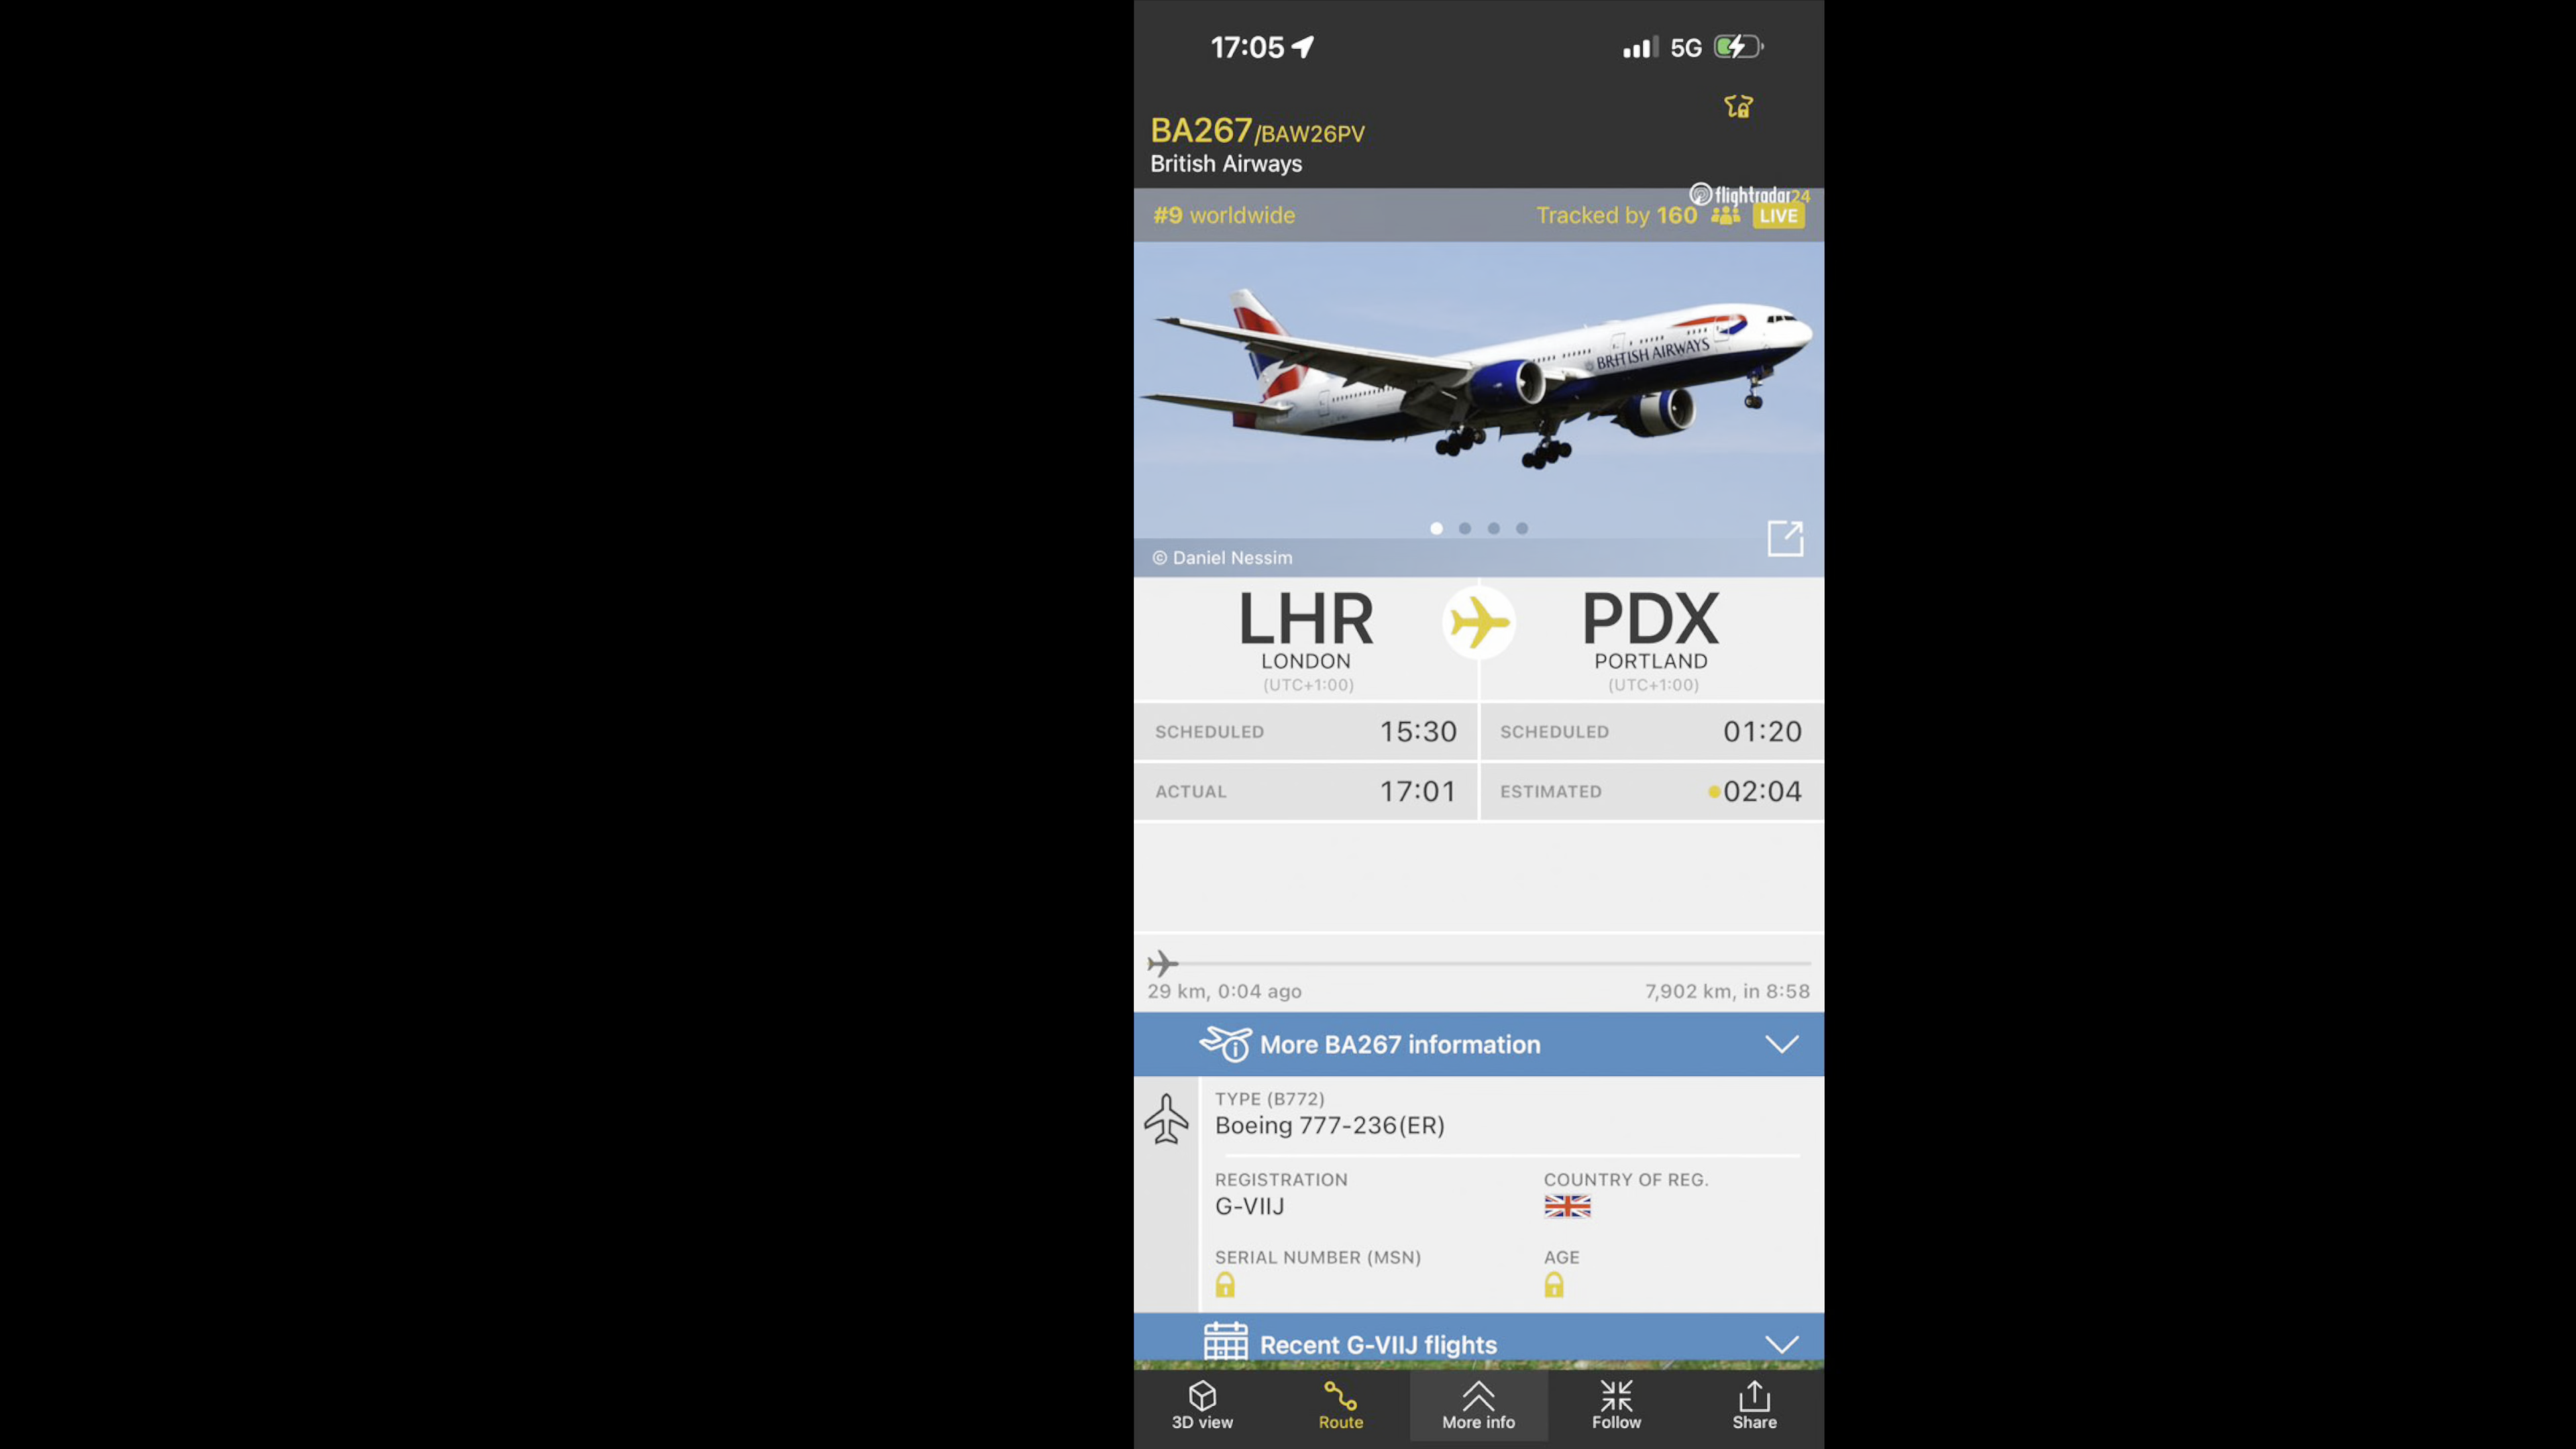 17:05
5G
BA267/BAW26PV
British Airways
flightradar24
#9 worldwide
Tracked by 160
LIVE
BRITISH AIRWAYS
© Daniel Nessim
LHR
LONDON
(UTC+1:00)
PDX
PORTLAND
(UTC+1:00)
SCHEDULED 15:30
SCHEDULED 01:20
ACTUAL 17:01
ESTIMATED 02:04
29 km, 0:04 ago
7,902 km, in 8:58
More BA267 information
TYPE (B772)
Boeing 777-236(ER)
REGISTRATION
G-VIIJ
COUNTRY OF REG.
SERIAL NUMBER (MSN)
AGE
Recent G-VIIJ flights
3D view
Route
More info
Follow
Share